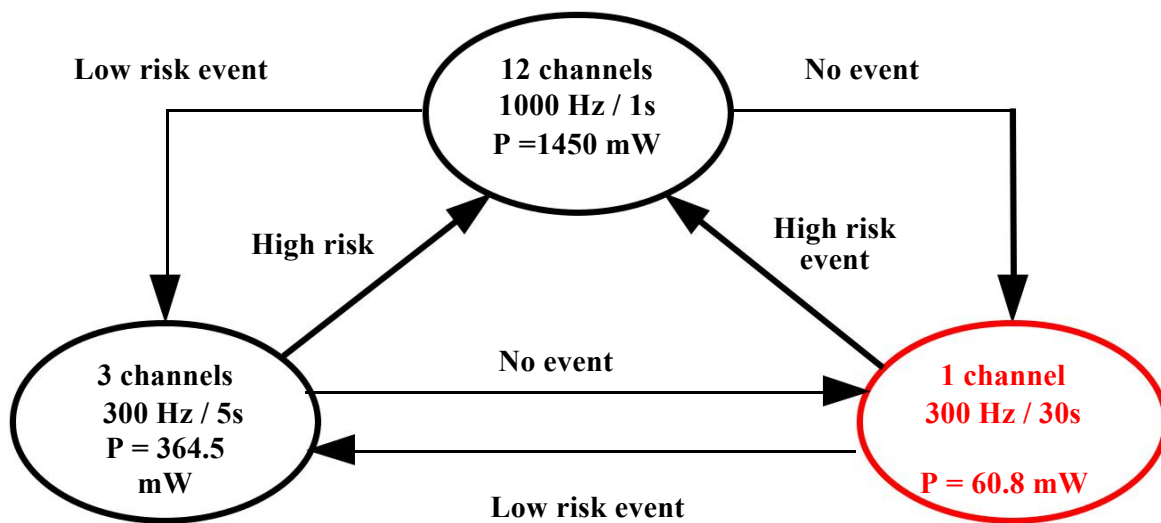 Low risk event
12 channels
1000 Hz / 1s
P =1450 mW
No event
High risk
High risk
event
3 channels
300 Hz / 5s
P = 364.5
mW
No event
1 channel
300 Hz / 30s
P = 60.8 mW
Low risk event